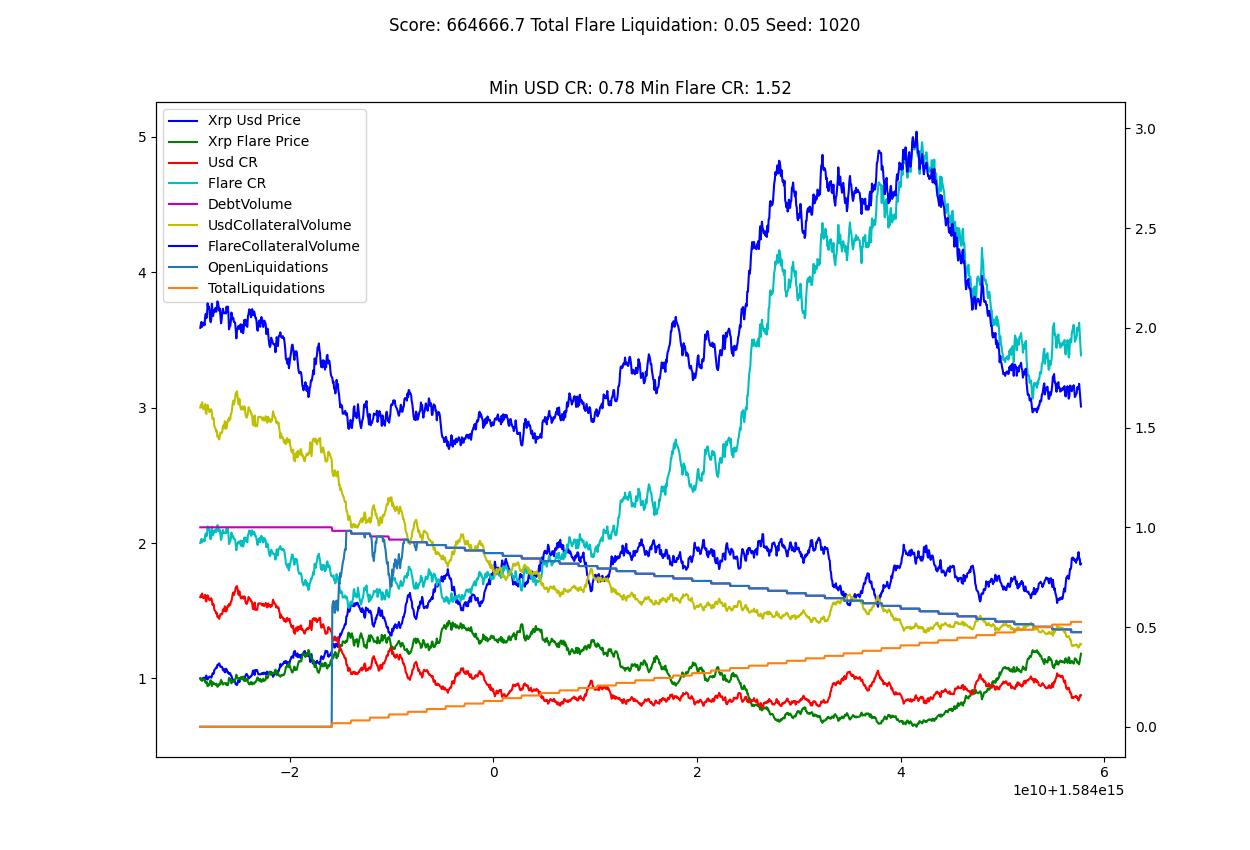 Score: 664666.7 Total Flare Liquidation: 0.05 Seed: 1020
Min USD CR: 0.78 Min Flare CR: 1.52
Xrp Usd Price
Xrp Flare Price
Usd CR
Flare CR
DebtVolume
UsdCollateralVolume
FlareCollateralVolume
OpenLiquidations
TotalLiquidations
5
4
3
2
1
3.0
2.5
2.0
1.5
1.0
0.5
0.0
−2
0
2
4
6
1e10+1.584e15